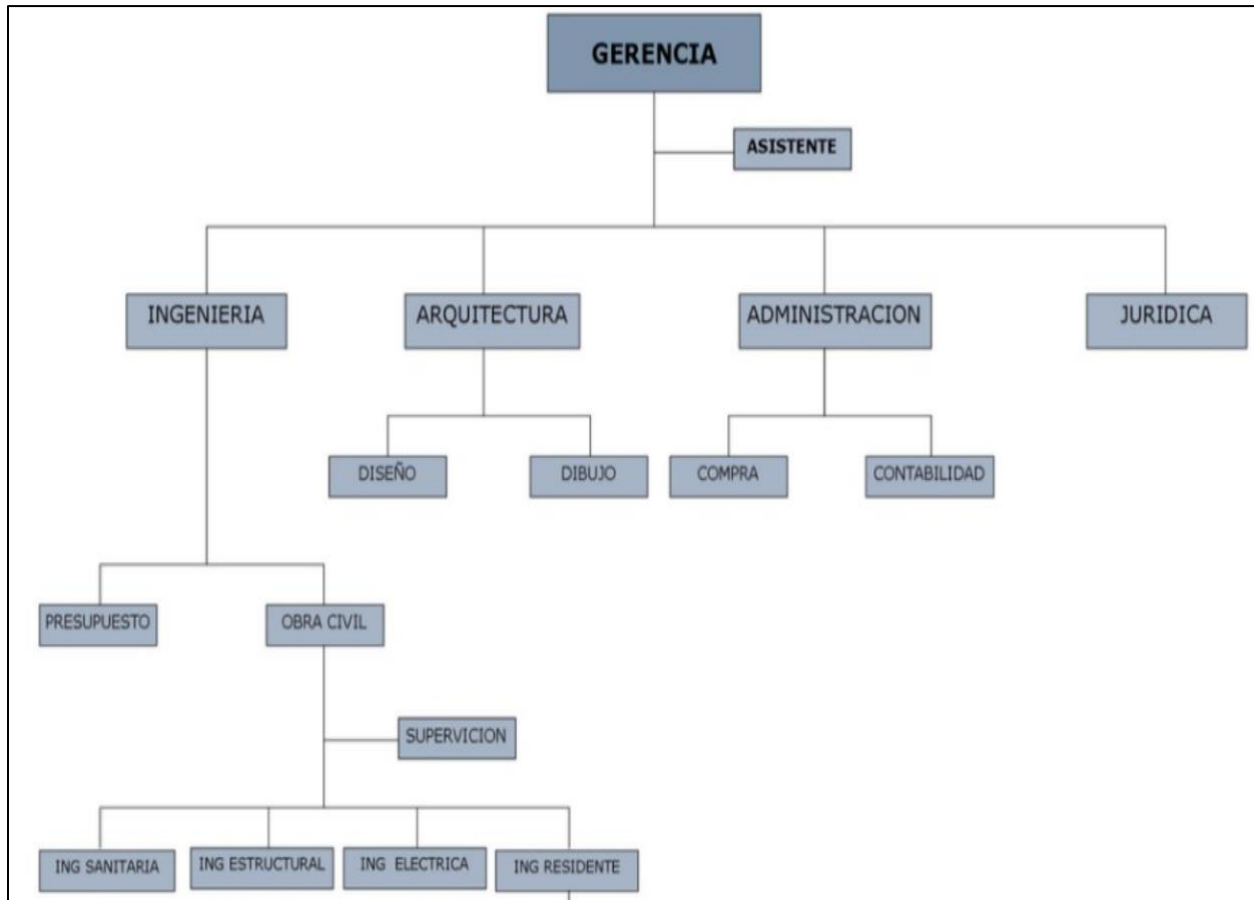 GERENCIA
ASISTENTE
INGENIERIA
ARQUITECTURA
ADMINISTRACION
JURIDICA
DISEÑO
DIBUJO
COMPRA
CONTABILIDAD
PRESUPUESTO
OBRA CIVIL
SUPERVICION
ING SANITARIA
ING ESTRUCTURAL
ING ELECTRICA
ING RESIDENTE